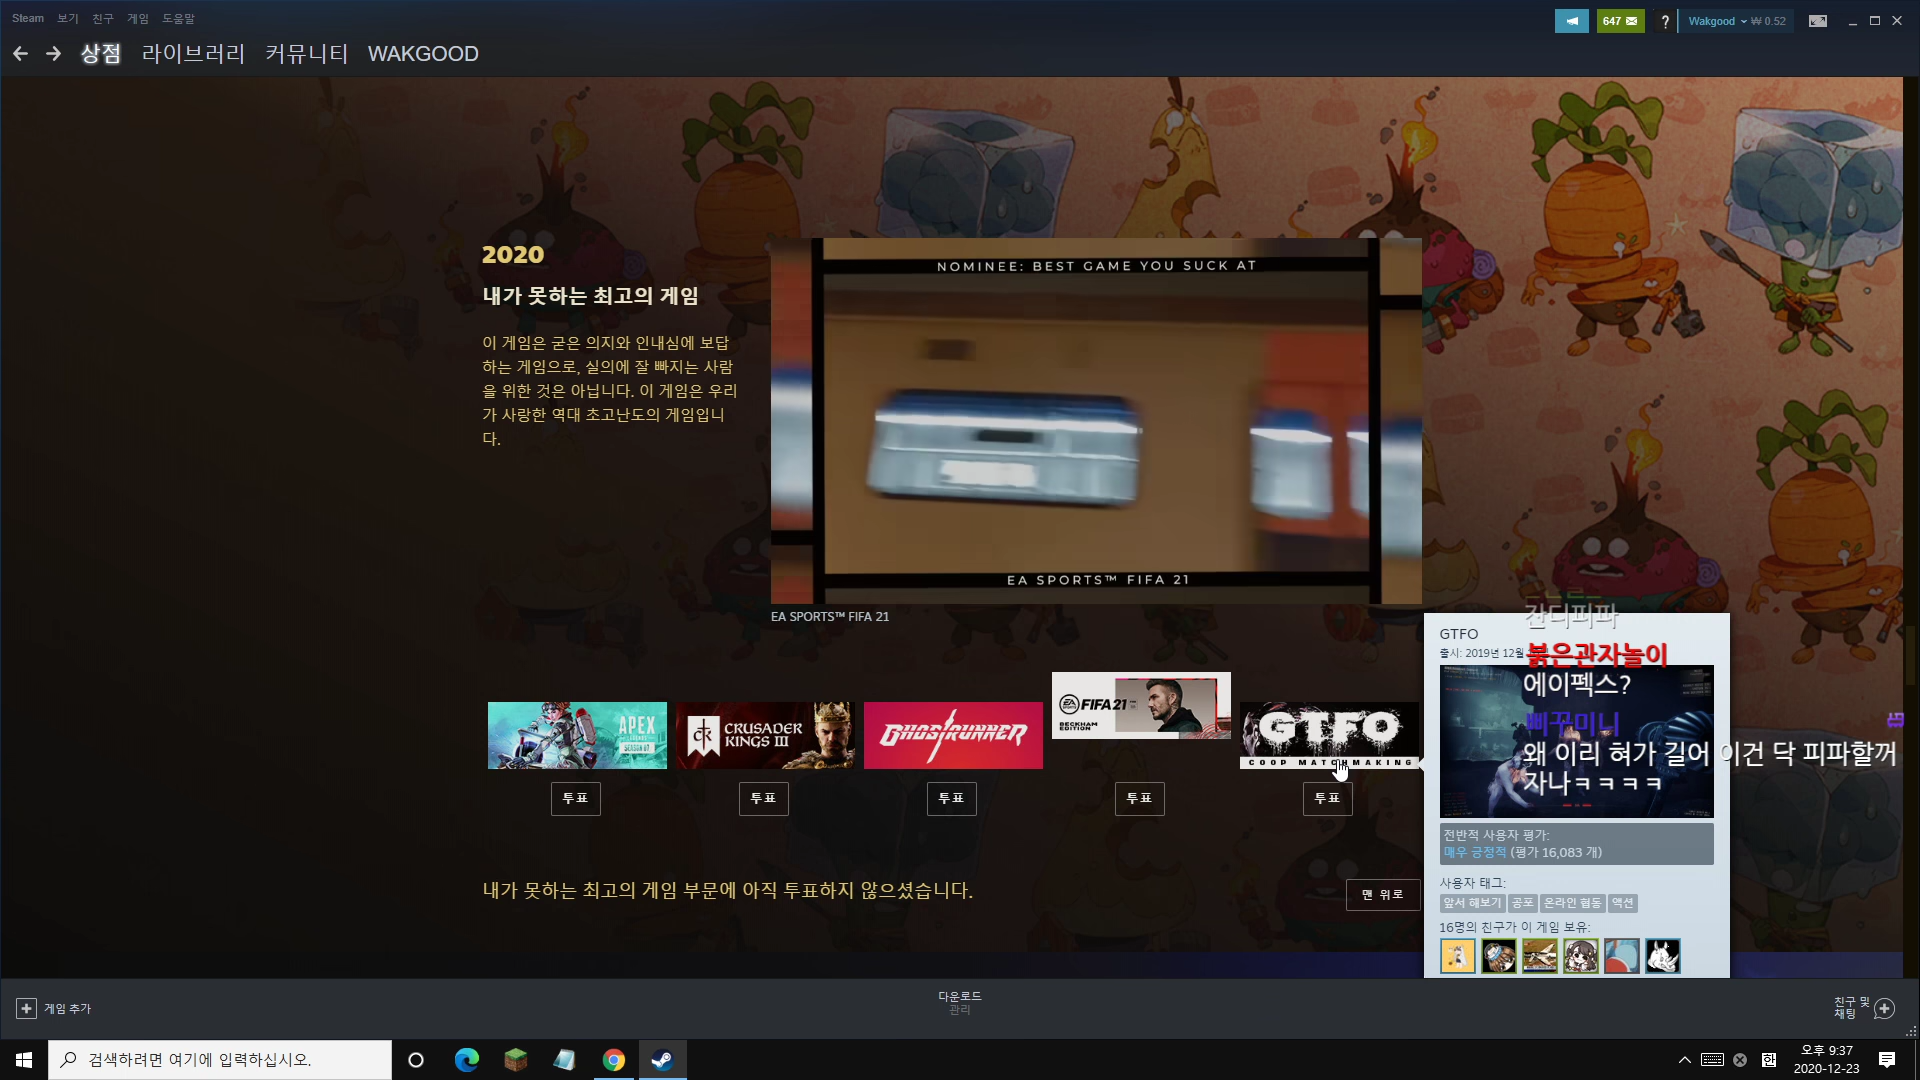 Steam 보기 친구 게임 도움말
647
?
Wakgood ₩ 0.52
상점 라이브러리 커뮤니티 WAKGOOD
2020
내가 못하는 최고의 게임
이 게임은 굳은 의지와 인내심에 보답
하는 게임으로, 실의에 잘 빠지는 사람
을 위한 것은 아닙니다. 이 게임은 우리
가 사랑한 역대 초고난도의 게임입니
다.
NOMINEE: BEST GAME YOU SUCK AT
EA SPORTS™ FIFA 21
EA SPORTS™ FIFA 21
APEX
LEGENDS
SEASON 07
CRUSADER
KINGS III
GHOSTRUNNER
EA SPORTS FIFA 21
BECKHAM
EDITION
GTFO
COOP MATCHMAKING
투표 투표 투표 투표 투표
내가 못하는 최고의 게임 부문에 아직 투표하지 않으셨습니다.
맨 위로
GTFO
출시: 2019년 12월
잔디피파
붉은관자놀이
에이펙스?
삐꾸미니
왜 이리 혀가 길어 이건 닥 피파할꺼
자나ㅋㅋㅋㅋ
전반적 사용자 평가:
매우 긍정적 (평가 16,083 개)
사용자 태그:
앞서 해보기 공포 온라인 협동 액션
16명의 친구가 이 게임 보유:
게임 추가
다운로드
관리
친구 및
채팅
검색하려면 여기에 입력하십시오.
한
오후 9:37
2020-12-23